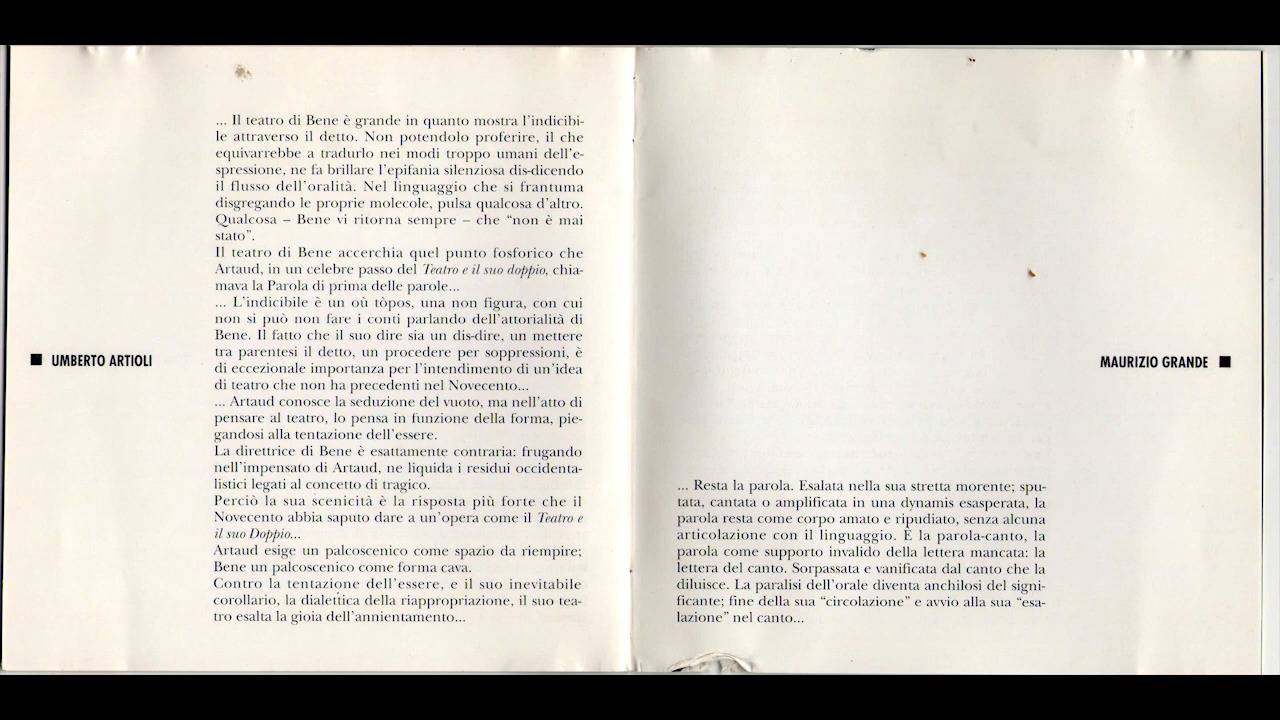 ... Il teatro di Bene è grande in quanto mostra l'indicibi-
le attraverso il detto. Non potendolo proferire, il che
equivarrebbe a tradurlo nei modi troppo umani dell'e-
spressione, ne fa brillare l'epifania silenziosa dis-dicendo
il flusso dell'oralità. Nel linguaggio che si frantuma
disgregando le proprie molecole, pulsa qualcosa d'altro.
Qualcosa – Bene vi ritorna sempre – che “non è mai
stato”.
Il teatro di Bene accerchia quel punto fosforico che
Artaud, in un celebre passo del Teatro e il suo doppio, chia-
mava la Parola di prima delle parole...
... L'indicibile è un où tòpos, una non figura, con cui
non si può non fare i conti parlando dell'attorialità di
Bene. Il fatto che il suo dire sia un dis-dire, un mettere
tra parentesi il detto, un procedere per soppressioni, è
di eccezionale importanza per l'intendimento di un'idea
di teatro che non ha precedenti nel Novecento...
... Artaud conosce la seduzione del vuoto, ma nell'atto di
pensare al teatro, lo pensa in funzione della forma, pie-
gandosi alla tentazione dell'essere.
La direttrice di Bene è esattamente contraria: frugando
nell'impensato di Artaud, ne liquida i residui occidenta-
listici legati al concetto di tragico.
Perciò la sua scenicità è la risposta più forte che il
Novecento abbia saputo dare a un'opera come il Teatro e
il suo Doppio...
Artaud esige un palcoscenico come spazio da riempire;
Bene un palcoscenico come forma cava.
Contro la tentazione dell'essere, e il suo inevitabile
corollario, la dialettica della riappropriazione, il suo tea-
tro esalta la gioia dell'annientamento...
UMBERTO ARTIOLI
... Resta la parola. Esalata nella sua stretta morente; spu-
tata, cantata o amplificata in una dynamis esasperata, la
parola resta come corpo amato e ripudiato, senza alcuna
articolazione con il linguaggio. È la parola-canto, la
parola come supporto invalido della lettera mancata: la
lettera del canto. Sorpassata e vanificata dal canto che la
diluisce. La paralisi dell'orale diventa anchilosi del signi-
ficante; fine della sua “circolazione” e avvio alla sua “esa-
lazione” nel canto...
MAURIZIO GRANDE